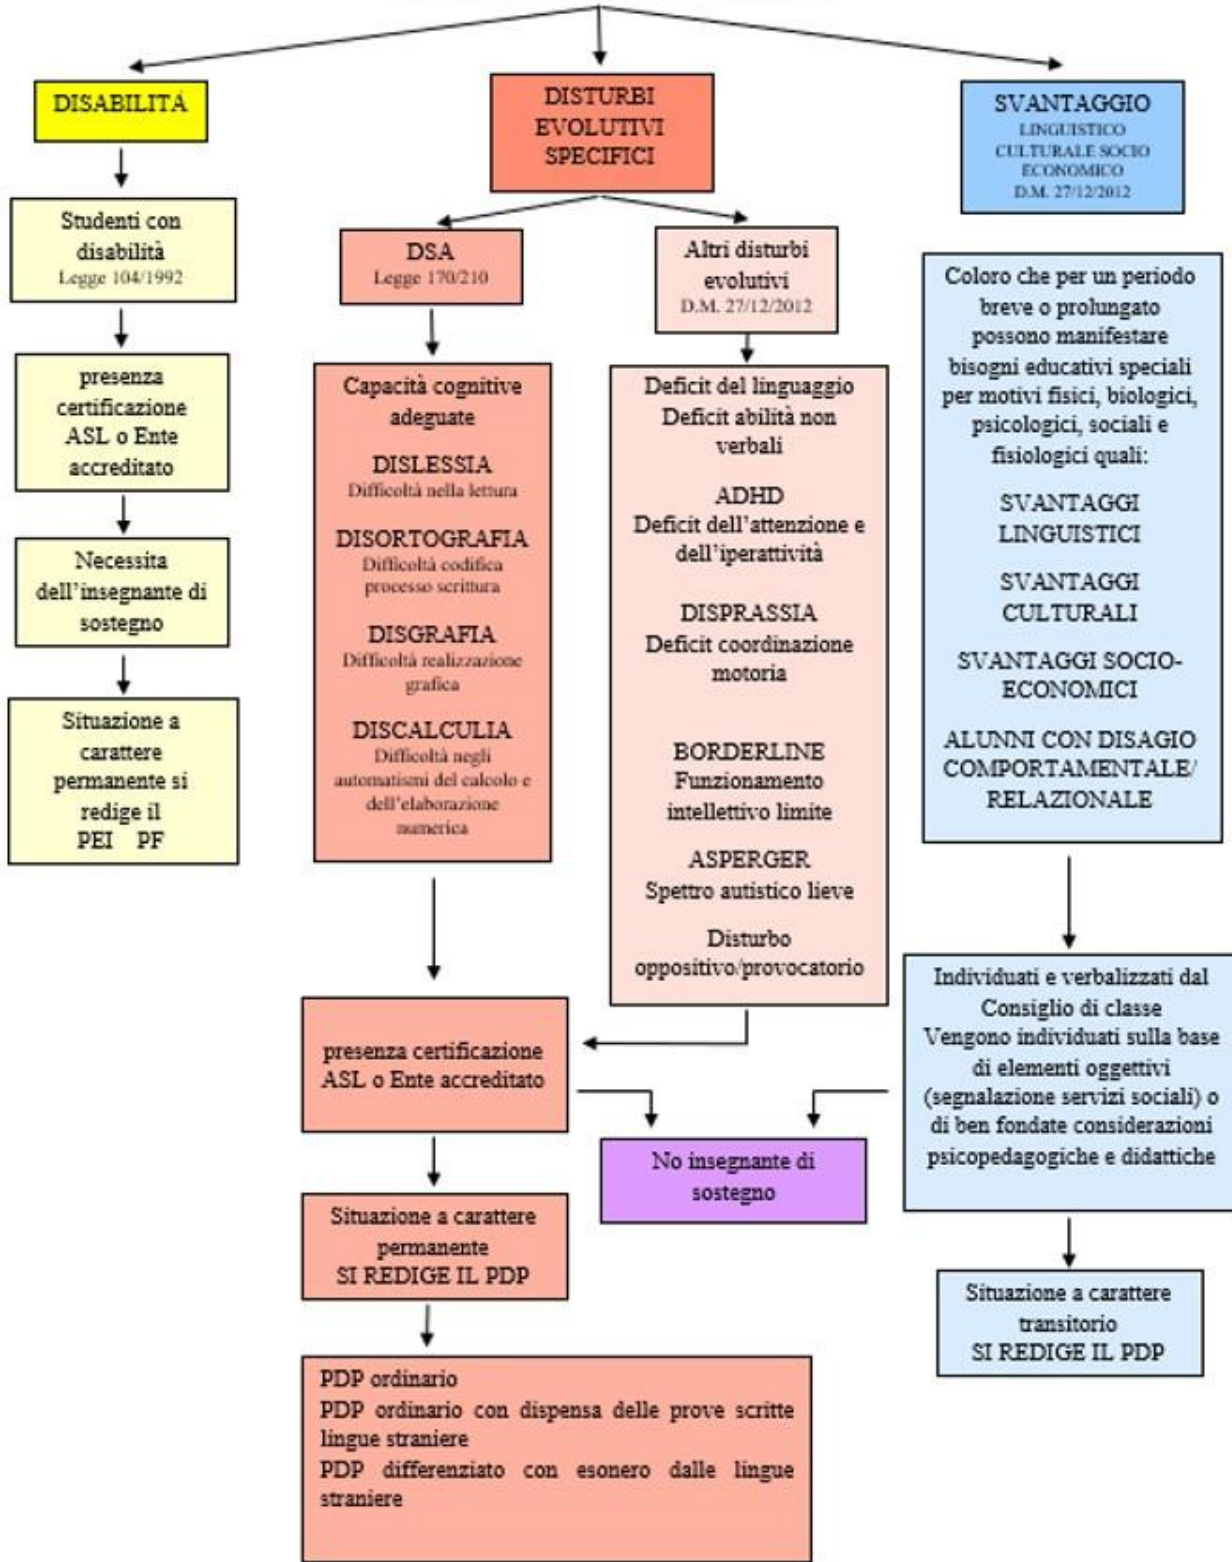 DISABILITÁ
Studenti con
disabilità
Legge 104/1992
presenza
certificazione
ASL o Ente
accreditato
Necessita
dell’insegnante di
sostegno
Situazione a
carattere
permanente si
redige il
PEI PF
DISTURBI
EVOLUTIVI
SPECIFICI
DSA
Legge 170/210
Capacità cognitive
adeguate
DISLESSIA
Difficoltà nella lettura
DISORTOGRAFIA
Difficoltà codifica
processo scrittura
DISGRAFIA
Difficoltà realizzazione
grafica
DISCALCULIA
Difficoltà negli
automatismi del calcolo e
dell’elaborazione
numerica
Altri disturbi
evolutivi
D.M. 27/12/2012
Deficit del linguaggio
Deficit abilità non
verbali
ADHD
Deficit dell’attenzione e
dell’iperattività
DISPRASSIA
Deficit coordinazione
motoria
BORDERLINE
Funzionamento
intellettivo limite
ASPERGER
Spettro autistico lieve
Disturbo
oppositivo/provocatorio
presenza certificazione
ASL o Ente accreditato
Situazione a carattere
permanente
SI REDIGE IL PDP
PDP ordinario
PDP ordinario con dispensa delle prove scritte
lingue straniere
PDP differenziato con esonero dalle lingue
straniere
No insegnante di
sostegno
SVANTAGGIO
LINGUISTICO
CULTURALE SOCIO
ECONOMICO
D.M. 27/12/2012
Coloro che per un periodo
breve o prolungato
possono manifestare
bisogni educativi speciali
per motivi fisici, biologici,
psicologici, sociali e
fisiologici quali:
SVANTAGGI
LINGUISTICI
SVANTAGGI
CULTURALI
SVANTAGGI SOCIO-
ECONOMICI
ALUNNI CON DISAGIO
COMPORTAMENTALE/
RELAZIONALE
Individuati e verbalizzati dal
Consiglio di classe
Vengono individuati sulla base
di elementi oggettivi
(segnalazione servizi sociali) o
di ben fondate considerazioni
psicopedagogiche e didattiche
Situazione a carattere
transitorio
SI REDIGE IL PDP